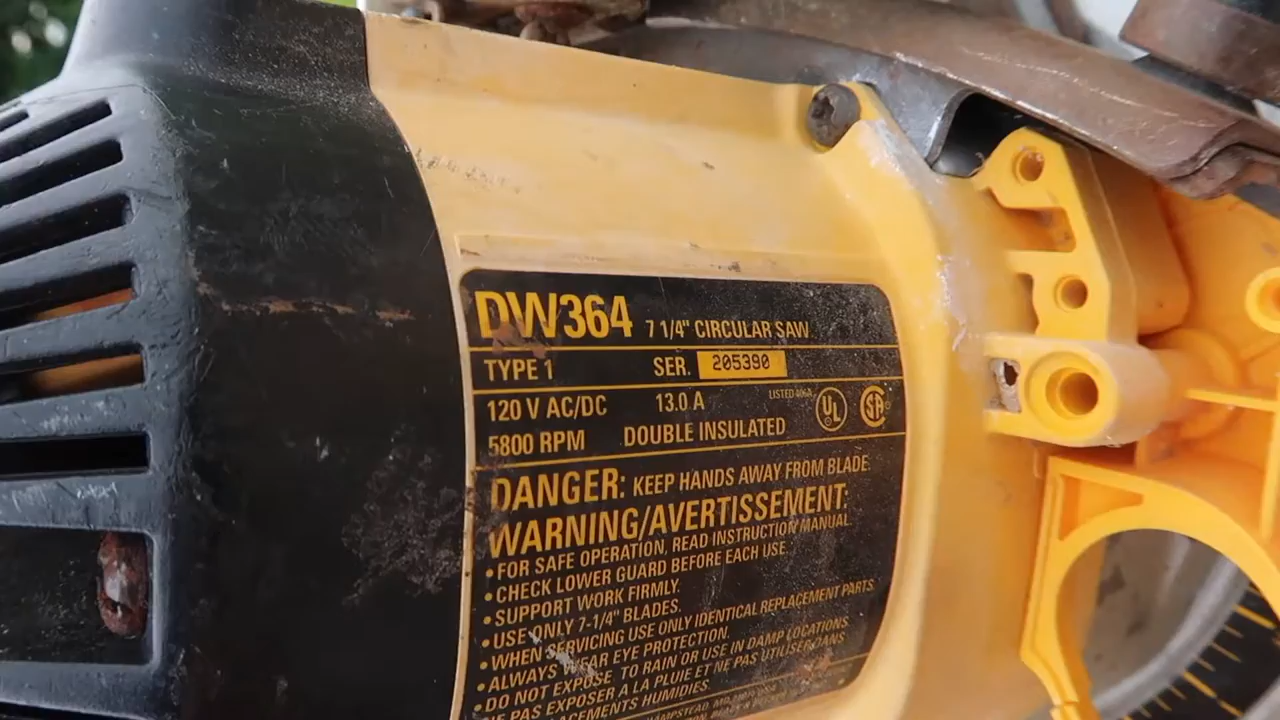 DW364 7 1/4" CIRCULAR SAW
TYPE 1 SER. 205390
120 V AC/DC 13.0 A LISTED UL SA
5800 RPM DOUBLE INSULATED
DANGER: KEEP HANDS AWAY FROM BLADE.
WARNING/AVERTISSEMENT:
• FOR SAFE OPERATION, READ INSTRUCTION MANUAL.
• CHECK LOWER GUARD BEFORE EACH USE.
• SUPPORT WORK FIRMLY.
• USE ONLY 7-1/4" BLADES.
• WHEN SERVICING USE ONLY IDENTICAL REPLACEMENT PARTS.
• ALWAYS WEAR EYE PROTECTION.
• DO NOT EXPOSE TO RAIN OR USE IN DAMP LOCATIONS.
NE PAS EXPOSER A LA PLUIE ET NE PAS UTILISER DANS
HUMIDES.